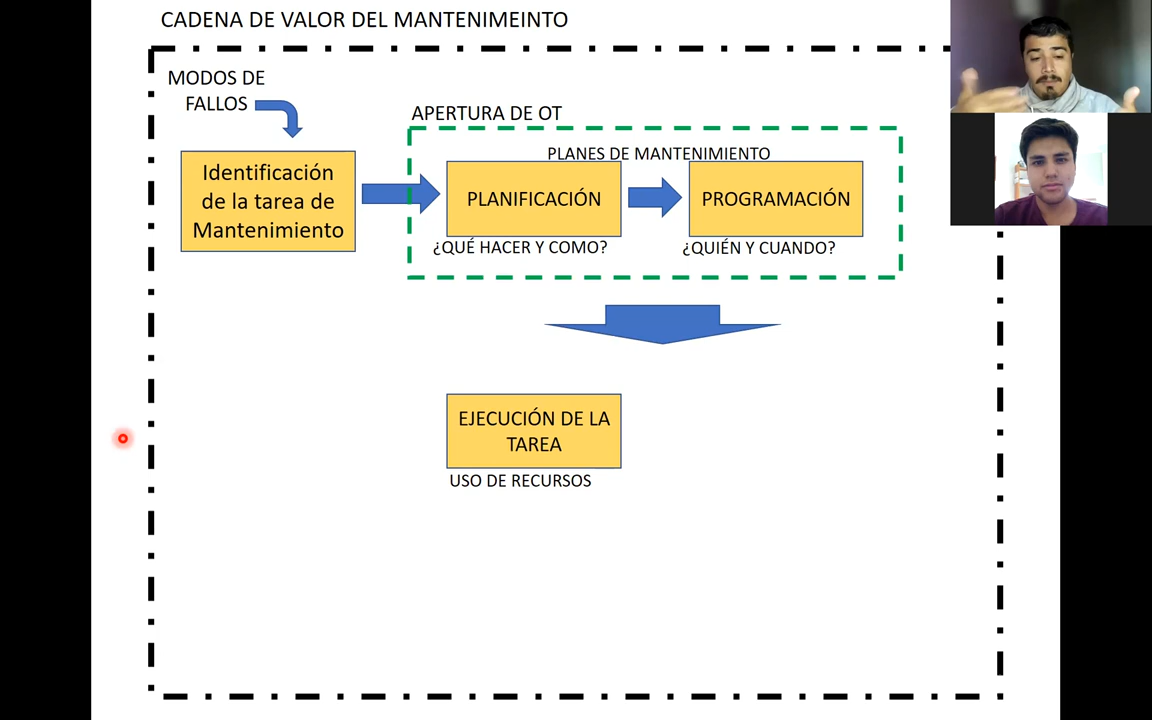 CADENA DE VALOR DEL MANTENIMEINTO
MODOS DE
FALLOS
APERTURA DE OT
PLANES DE MANTENIMIENTO
Identificación
de la tarea de
Mantenimiento
PLANIFICACIÓN
PROGRAMACIÓN
¿QUÉ HACER Y COMO?
¿QUIÉN Y CUANDO?
EJECUCIÓN DE LA
TAREA
USO DE RECURSOS